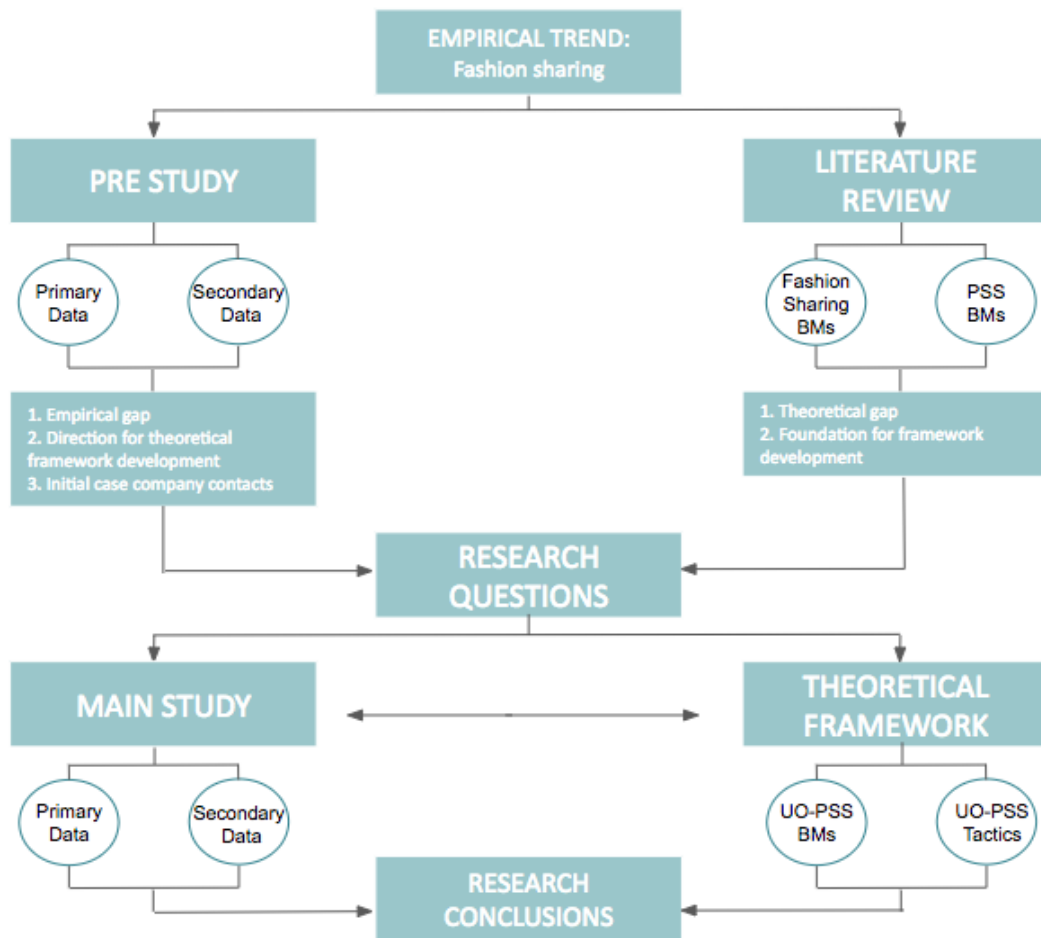 EMPIRICAL TREND:
Fashion sharing
PRE STUDY
LITERATURE
REVIEW
Primary
Data
Secondary
Data
Fashion
Sharing
BMs
PSS
BMs
1. Empirical gap
2. Direction for theoretical
framework development
3. Initial case company contacts
1. Theoretical gap
2. Foundation for framework
development
RESEARCH
QUESTIONS
MAIN STUDY
THEORETICAL
FRAMEWORK
Primary
Data
Secondary
Data
UO-PSS
BMs
UO-PSS
Tactics
RESEARCH
CONCLUSIONS